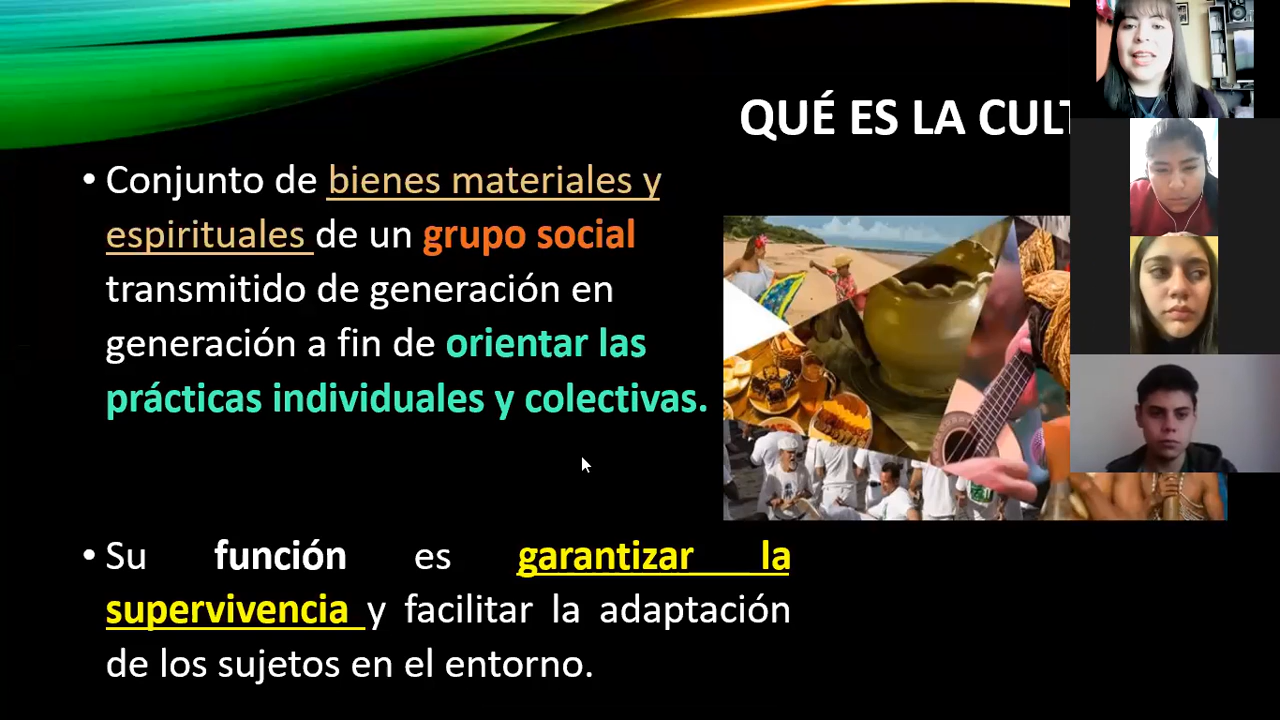 QUÉ ES LA CULT
• Conjunto de bienes materiales y
espirituales de un grupo social
transmitido de generación en
generación a fin de orientar las
prácticas individuales y colectivas.
• Su función es garantizar la
supervivencia y facilitar la adaptación
de los sujetos en el entorno.